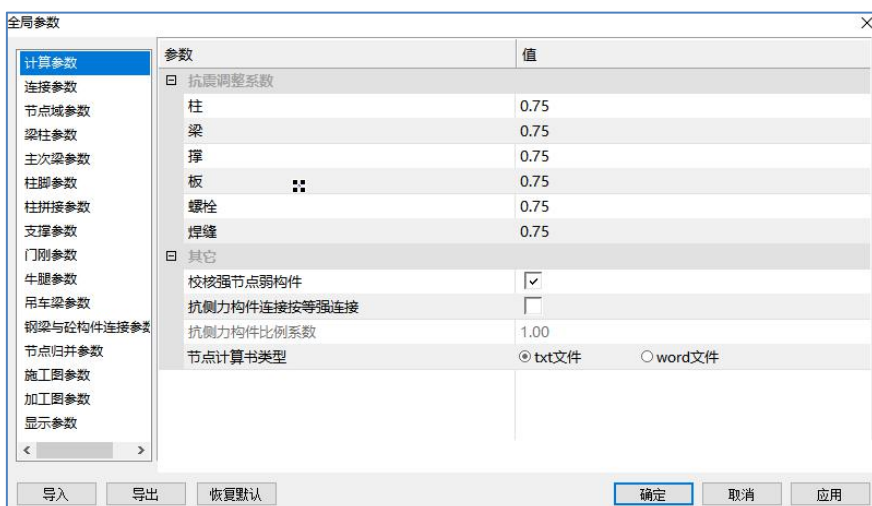 全局参数
计算参数
连接参数
节点域参数
梁柱参数
主次梁参数
柱脚参数
柱拼接参数
支撑参数
门刚参数
牛腿参数
吊车梁参数
钢梁与砼构件连接参数
节点归并参数
施工图参数
加工图参数
显示参数
参数 值
抗震调整系数
柱 0.75
梁 0.75
撑 0.75
板 0.75
螺栓 0.75
焊缝 0.75
其它
校核强节点弱构件
抗侧力构件连接按等强连接
抗侧力构件比例系数 1.00
节点计算书类型 txt文件 word文件
导入 导出 恢复默认 确定 取消 应用